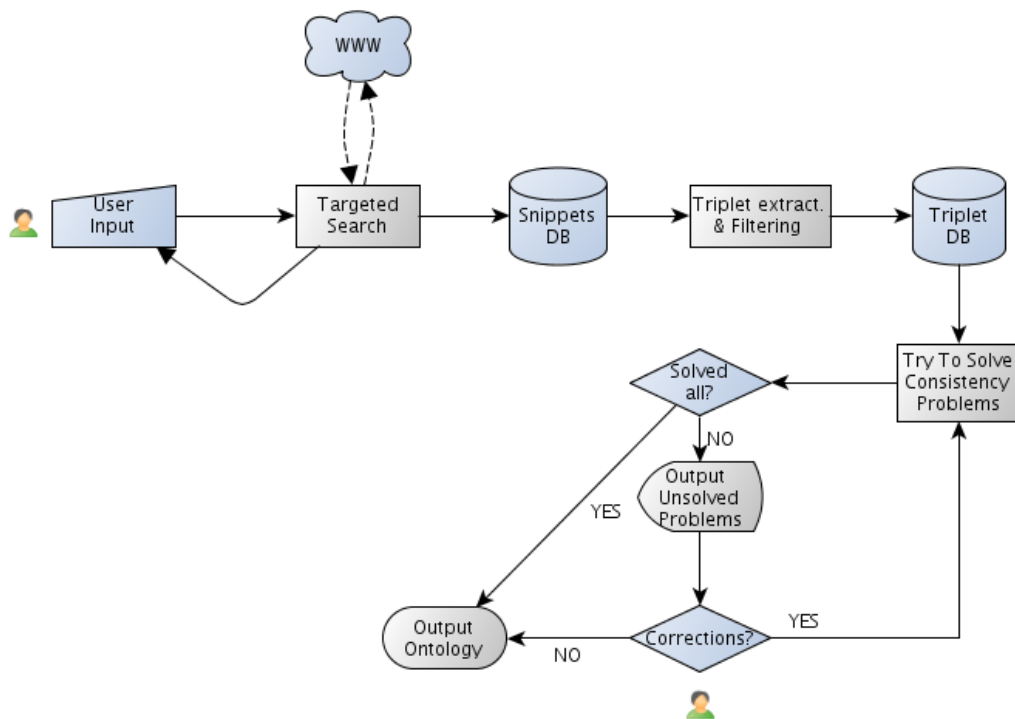 WWW
User
Input
Targeted
Search
Snippets
DB
Triplet extract.
& Filtering
Triplet
DB
Try To Solve
Consistency
Problems
Solved
all?
NO
Output
Unsolved
Problems
YES
Output
Ontology
NO
Corrections?
YES